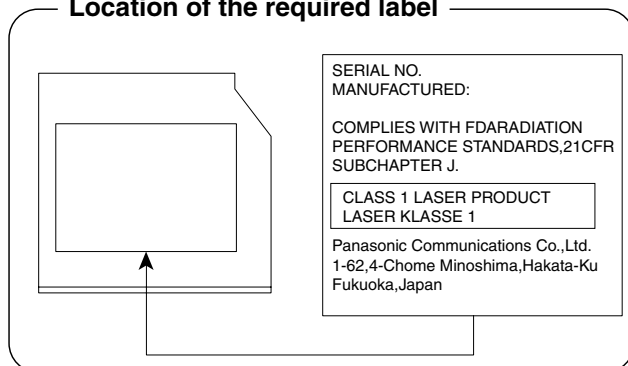 Location of the required label
SERIAL NO.
MANUFACTURED:
COMPLIES WITH FDARADIATION
PERFORMANCE STANDARDS,21CFR
SUBCHAPTER J.
CLASS 1 LASER PRODUCT
LASER KLASSE 1
Panasonic Communications Co.,Ltd.
1-62,4-Chome Minoshima,Hakata-Ku
Fukuoka,Japan